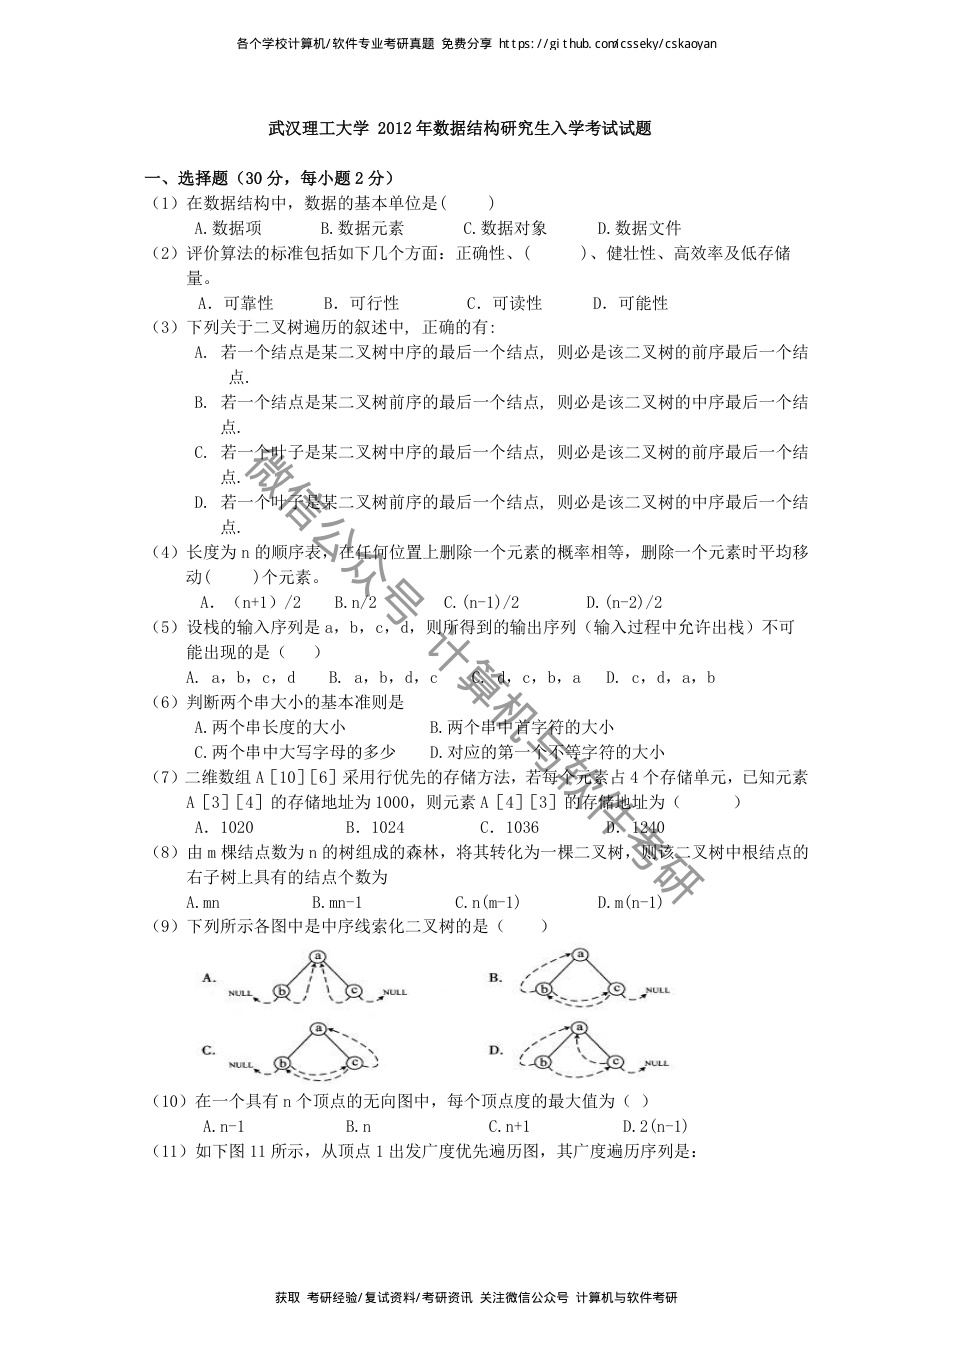 各个学校计算机/软件专业考研真题 免费分享 https://github.com/csseky/cskaoyan
武汉理工大学 2012 年数据结构研究生入学考试试题
一、选择题（30 分，每小题 2 分）
（1）在数据结构中，数据的基本单位是(     )
A.数据项 B.数据元素 C.数据对象 D.数据文件
（2）评价算法的标准包括如下几个方面：正确性、(      )、健壮性、高效率及低存储
量。
A. 可靠性 B. 可行性 C. 可读性 D. 可能性
（3）下列关于二叉树遍历的叙述中, 正确的有:
A. 若一个结点是某二叉树中序的最后一个结点, 则必是该二叉树的前序最后一个结
点.
B. 若一个结点是某二叉树前序的最后一个结点, 则必是该二叉树的中序最后一个结
点.
C. 若一个叶子是某二叉树中序的最后一个结点, 则必是该二叉树的前序最后一个结
点.
D. 若一个叶子是某二叉树前序的最后一个结点, 则必是该二叉树的中序最后一个结
点.
（4）长度为 n 的顺序表，在任何位置上删除一个元素的概率相等，删除一个元素时平均移
动(     )个元素。
A. （n+1）/2 B.n/2 C.(n-1)/2 D.(n-2)/2
（5）设栈的输入序列是 a，b，c，d，则所得到的输出序列（输入过程中允许出栈）不可
能出现的是（   ）
A. a，b，c，d B. a，b，d，c C. d，c，b，a D. c，d，a，b
（6）判断两个串大小的基本准则是
A.两个串长度的大小 B.两个串中首字符的大小
C.两个串中大写字母的多少 D.对应的第一个不等字符的大小
（7）二维数组 A［10］［6］采用行优先的存储方法，若每个元素占 4 个存储单元，已知元素
A［3］［4］的存储地址为 1000，则元素 A［4］［3］的存储地址为（      ）
A. 1020 B. 1024 C. 1036 D. 1240
（8）由 m 棵结点数为 n 的树组成的森林，将其转化为一棵二叉树，则该二叉树中根结点的
右子树上具有的结点个数为
A.mn B.mn-1 C.n(m-1) D.m(n-1)
（9）下列所示各图中是中序线索化二叉树的是（    ）
A. a b c NULL NULL
B. a b c NULL
C. a b c NULL
D. a b c NULL
（10）在一个具有 n 个顶点的无向图中，每个顶点度的最大值为（ ）
A.n-1 B.n C.n+1 D.2(n-1)
（11）如下图 11 所示，从顶点 1 出发广度优先遍历图，其广度遍历序列是：
微信公众号 计算机与软件考研
获取 考研经验/复试资料/考研资讯 关注微信公众号 计算机与软件考研